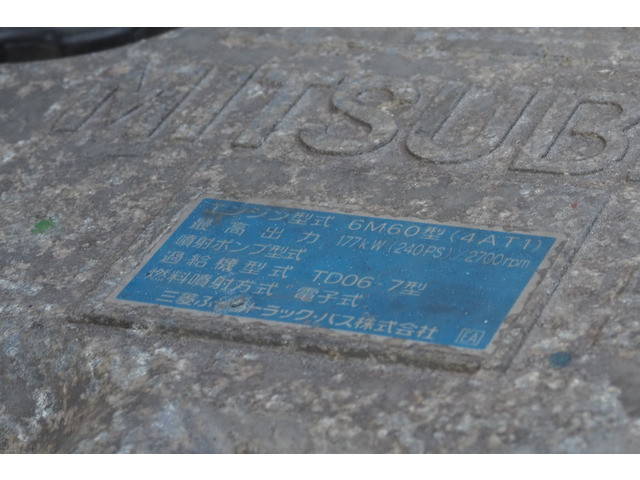 MITSUB
エンジン型式 6M60型(4AT1)
最高出力 177kW(240PS)/2700rpm
噴射ポンプ型式
過給機型式 TD06-7型
燃料噴射方式 電子式
三菱ふそうトラック・バス株式会社 EA